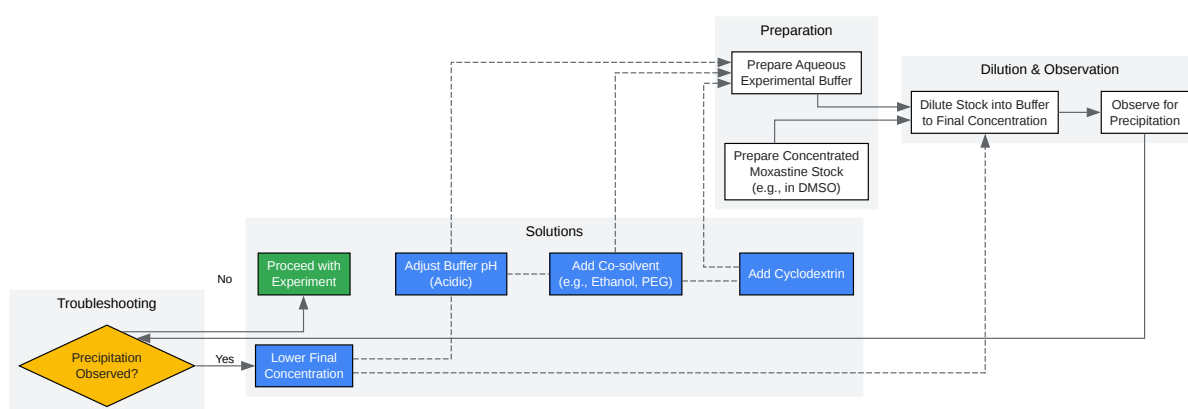 Preparation
Prepare Aqueous
Experimental Buffer
Prepare Concentrated
Moxastine Stock
(e.g., in DMSO)
Dilution & Observation
Dilute Stock into Buffer
to Final Concentration
Observe for
Precipitation
Solutions
Proceed with
Experiment
Adjust Buffer pH
(Acidic)
Add Co-solvent
(e.g., Ethanol, PEG)
Add Cyclodextrin
Lower Final
Concentration
No
Troubleshooting
Precipitation
Observed?
Yes